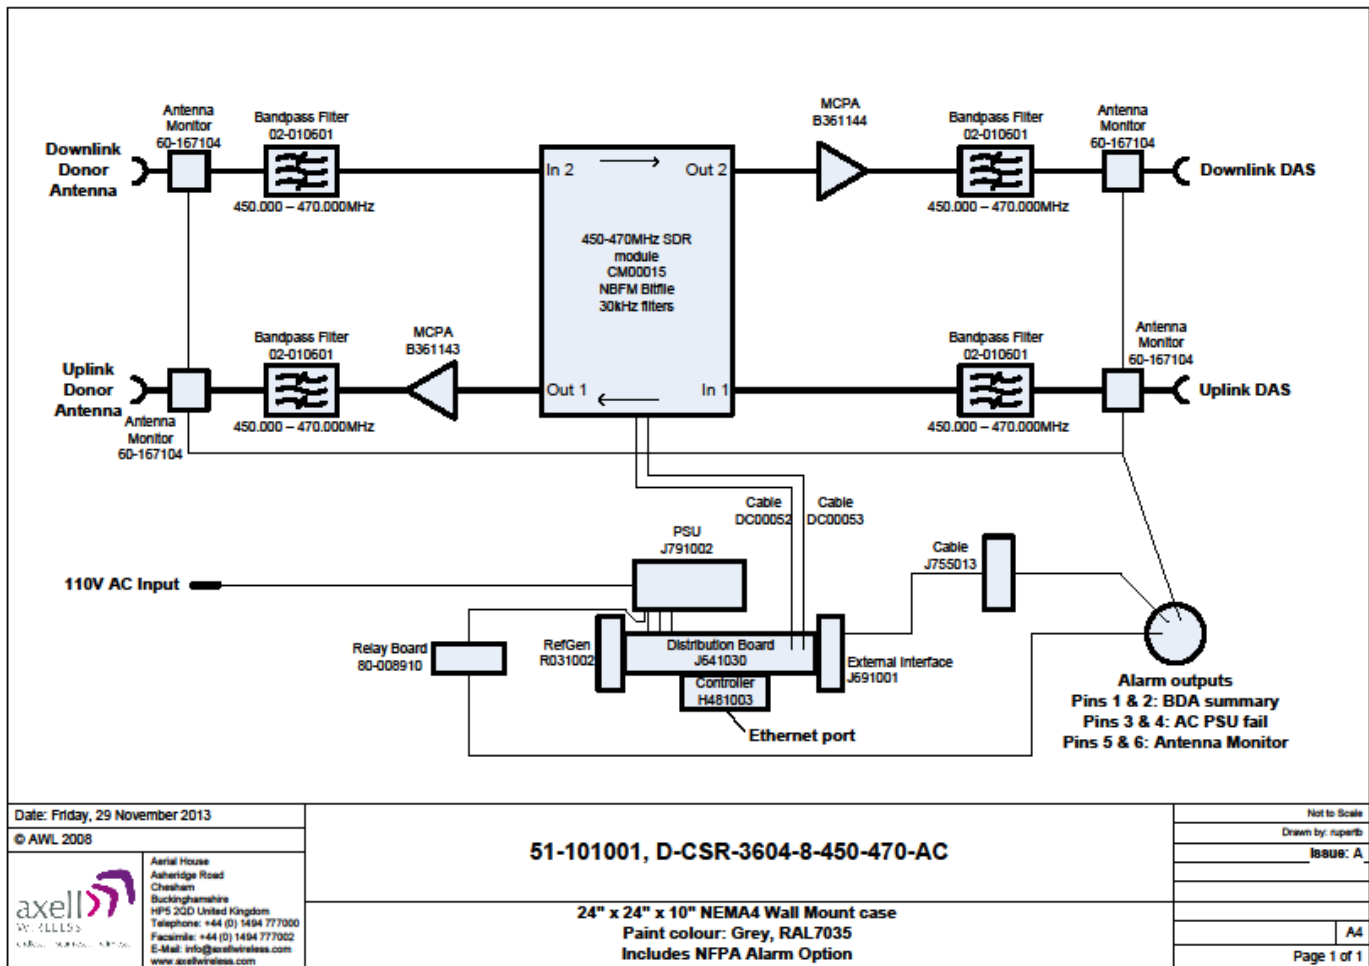 Antenna
Monitor
60-167104
Bandpass Filter
02-010601
Downlink
Donor
Antenna
450.000 – 470.000MHz
In 2
Out 2
MCPA
B361144
Bandpass Filter
02-010601
450.000 – 470.000MHz
Antenna
Monitor
60-167104
Downlink DAS
450-470MHz SDR
module
CM00015
NBFM Bitfile
30kHz filters
Uplink
Donor
Antenna
Antenna
Monitor
60-167104
Bandpass Filter
02-010601
450.000 – 470.000MHz
MCPA
B361143
Out 1
In 1
Bandpass Filter
02-010601
450.000 – 470.000MHz
Antenna
Monitor
60-167104
Uplink DAS
Cable
DC00052
Cable
DC00053
PSU
J791002
Cable
J755013
110V AC Input
Relay Board
80-008910
RefGen
R031002
Distribution Board
J641030
Controller
H481003
External Interface
J691001
Ethernet port
Alarm outputs
Pins 1 & 2: BDA summary
Pins 3 & 4: AC PSU fail
Pins 5 & 6: Antenna Monitor
Date: Friday, 29 November 2013
© AWL 2008
axell
WIRELESS
Aerial House
Asheridge Road
Chesham
Buckinghamshire
HP5 2QD United Kingdom
Telephone: +44 (0) 1494 777000
Facsimile: +44 (0) 1494 777002
E-Mail: info@axellwireless.com
www.axellwireless.com
51-101001, D-CSR-3604-8-450-470-AC
24" x 24" x 10" NEMA4 Wall Mount case
Paint colour: Grey, RAL7035
Includes NFPA Alarm Option
Not to Scale
Drawn by: rupertb
Issue: A
A4
Page 1 of 1